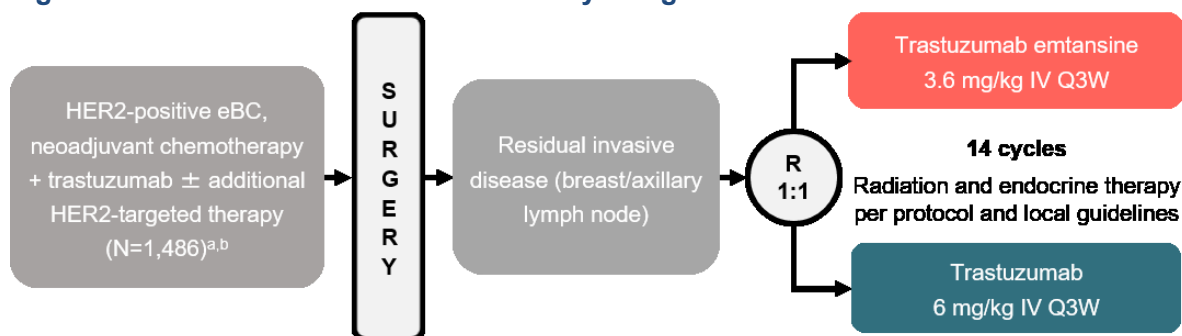 HER2-positive eBC,
neoadjuvant chemotherapy
+ trastuzumab ± additional
HER2-targeted therapy
(N=1,486)a,b
S
U
R
G
E
R
Y
Residual invasive
disease (breast/axillary
lymph node)
R
1:1
Trastuzumab emtansine
3.6 mg/kg IV Q3W
14 cycles
Radiation and endocrine therapy
per protocol and local guidelines
Trastuzumab
6 mg/kg IV Q3W